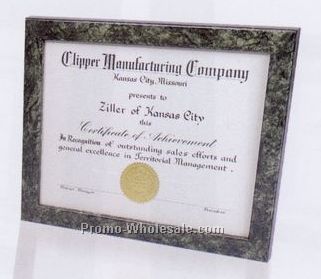 Clipper Manufacturing Company
Kansas City, Missouri
presents to
Ziller of Kansas City
this
Certificate of Achievement
In Recognition of outstanding sales efforts and
general excellence in Territorial Management.
President
Promo-Wholesale.com